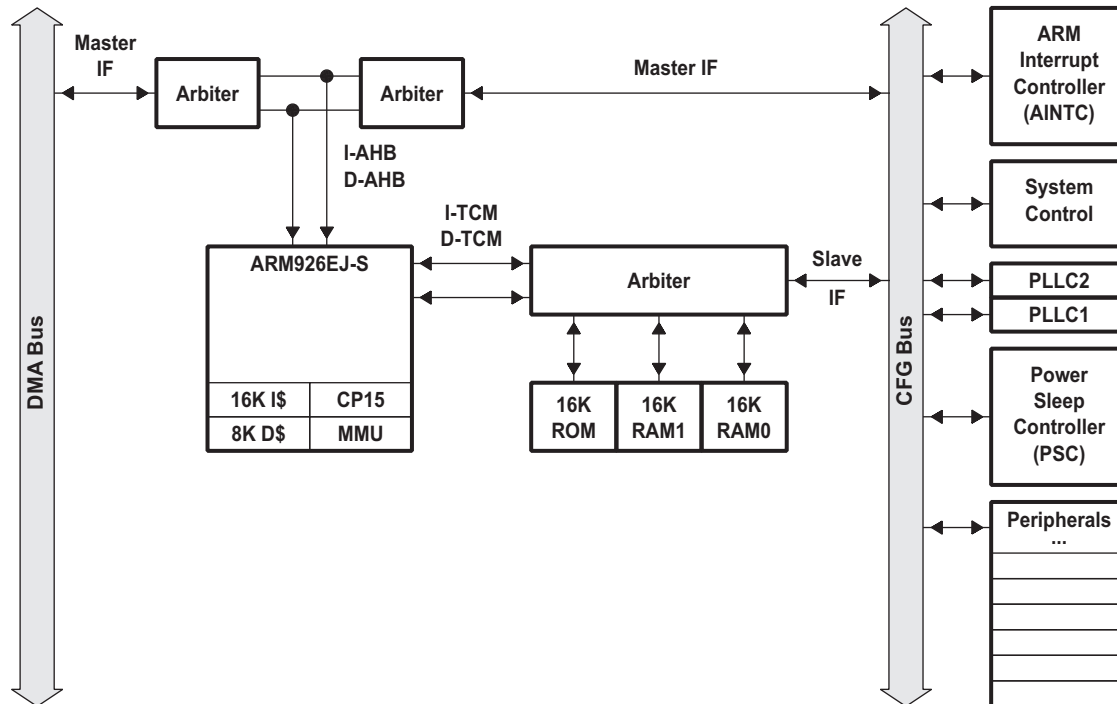 Master
IF
Arbiter
Arbiter
Master IF
I-AHB
D-AHB
I-TCM
D-TCM
ARM926EJ-S
16K I$
CP15
8K D$
MMU
Arbiter
Slave
IF
16K
ROM
16K
RAM1
16K
RAM0
DMA Bus
CFG Bus
ARM
Interrupt
Controller
(AINTC)
System
Control
PLLC2
PLLC1
Power
Sleep
Controller
(PSC)
Peripherals
...